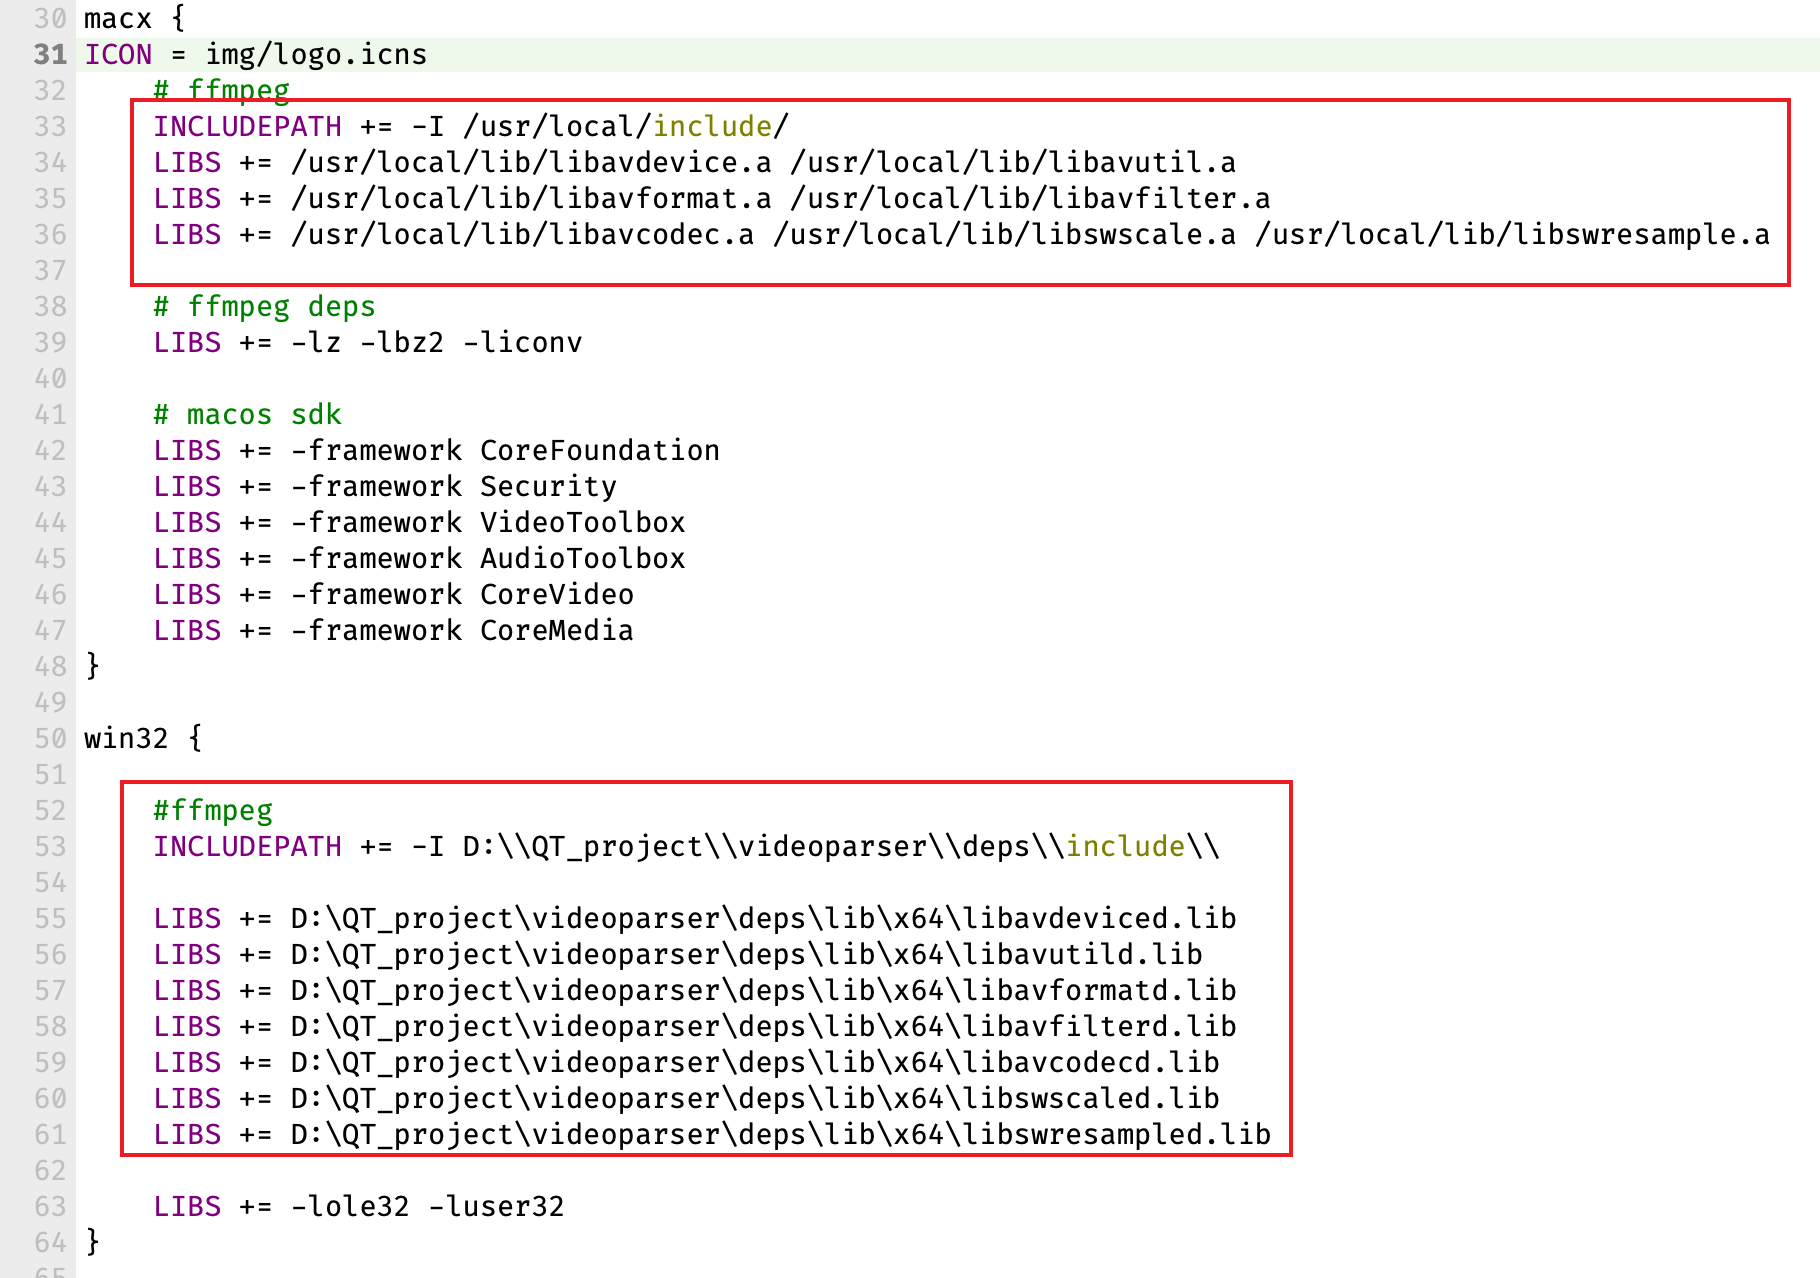 30 macx {
31 ICON = img/logo.icns
32     # ffmpeg
33     INCLUDEPATH += -I /usr/local/include/
34     LIBS += /usr/local/lib/libavdevice.a /usr/local/lib/libavutil.a
35     LIBS += /usr/local/lib/libavformat.a /usr/local/lib/libavfilter.a
36     LIBS += /usr/local/lib/libavcodec.a /usr/local/lib/libswscale.a /usr/local/lib/libswresample.a
37
38     # ffmpeg deps
39     LIBS += -lz -lbz2 -liconv
40
41     # macos sdk
42     LIBS += -framework CoreFoundation
43     LIBS += -framework Security
44     LIBS += -framework VideoToolbox
45     LIBS += -framework AudioToolbox
46     LIBS += -framework CoreVideo
47     LIBS += -framework CoreMedia
48 }
49
50 win32 {
51
52     #ffmpeg
53     INCLUDEPATH += -I D:\\QT_project\\videoparser\\deps\\include\\
54
55     LIBS += D:\QT_project\videoparser\deps\lib\x64\libavdeviced.lib
56     LIBS += D:\QT_project\videoparser\deps\lib\x64\libavutild.lib
57     LIBS += D:\QT_project\videoparser\deps\lib\x64\libavformatd.lib
58     LIBS += D:\QT_project\videoparser\deps\lib\x64\libavfilterd.lib
59     LIBS += D:\QT_project\videoparser\deps\lib\x64\libavcodecd.lib
60     LIBS += D:\QT_project\videoparser\deps\lib\x64\libswscaled.lib
61     LIBS += D:\QT_project\videoparser\deps\lib\x64\libswresampled.lib
62
63     LIBS += -lole32 -luser32
64 }
65